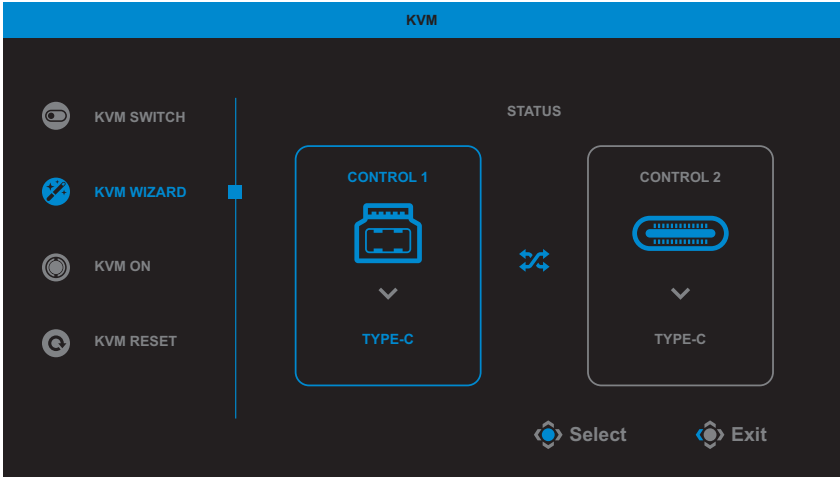 KVM
KVM SWITCH
KVM WIZARD
KVM ON
KVM RESET
STATUS
CONTROL 1
TYPE-C
CONTROL 2
TYPE-C
Select
Exit